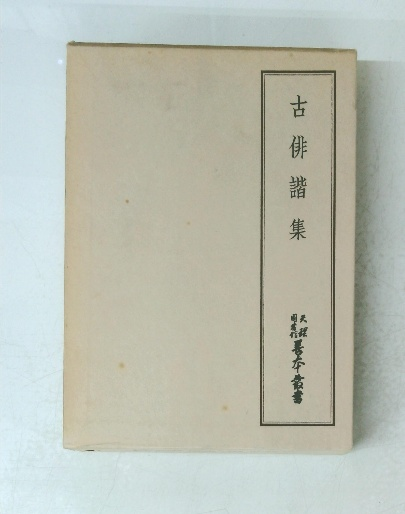 古俳諧集
天理
図書館
善本叢書